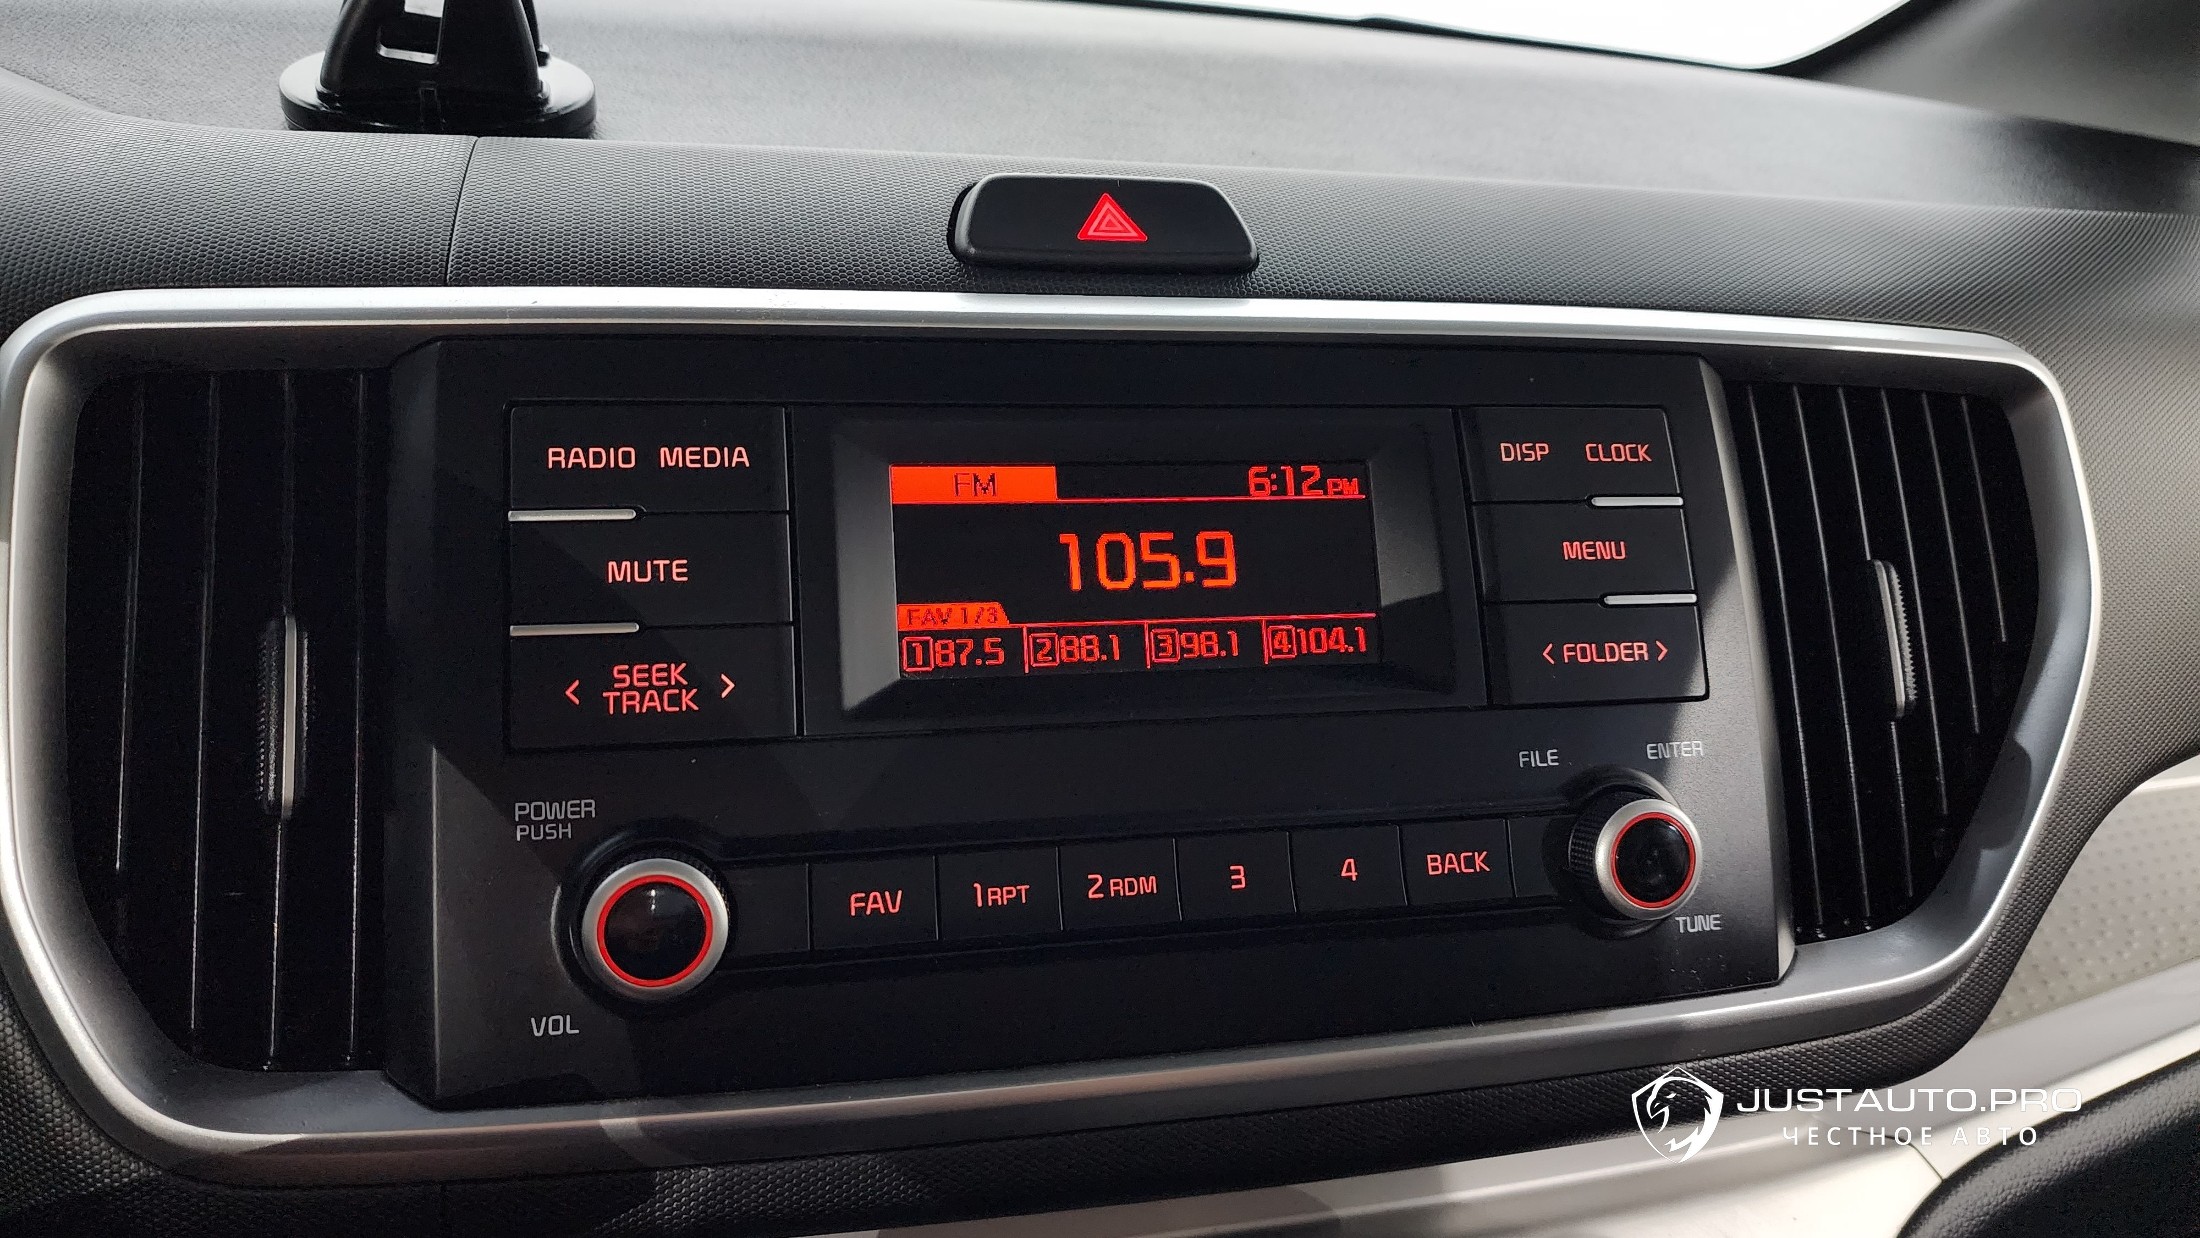 RADIO MEDIA
MUTE
< SEEK TRACK >
FM 6:12 PM
105.9
FAV 1/3
1 87.5 2 88.1 3 98.1 4 104.1
DISP CLOCK
MENU
< FOLDER >
POWER
PUSH
VOL
FAV 1 RPT 2 RDM 3 4 BACK
FILE ENTER
TUNE
JUSTAUTO.PRO
ЧЕСТНОЕ АВТО